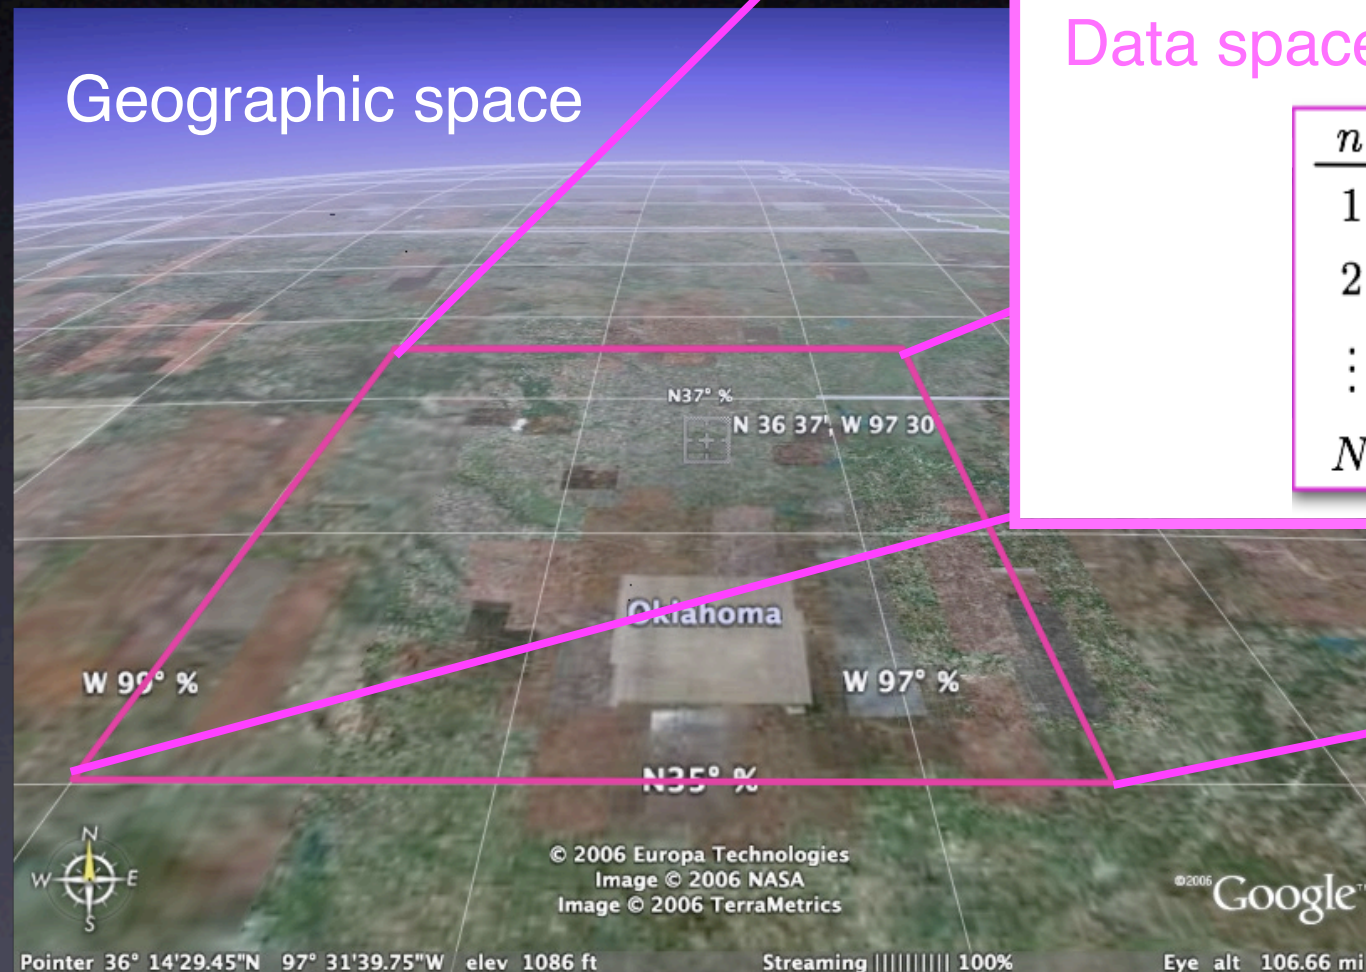 Geographic space
Data space
n
1
2
⋮
N
N37° %
N 36 37', W 97 30
Oklahoma
W 99° %
W 97° %
N35° %
N
W E
S
© 2006 Europa Technologies
Image © 2006 NASA
Image © 2006 TerraMetrics
©2006 Google™
Pointer 36° 14'29.45"N 97° 31'39.75"W elev 1086 ft
Streaming |||||||||| 100%
Eye alt 106.66 mi